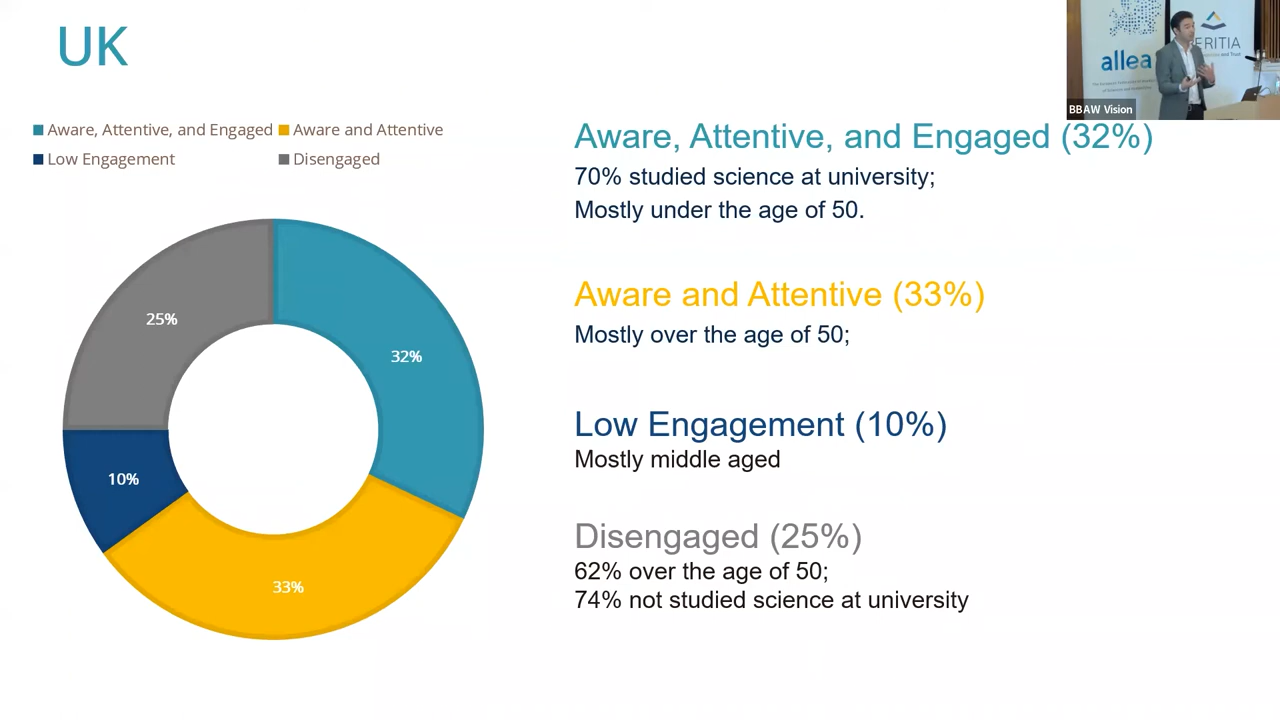 UK
Aware, Attentive, and Engaged
Aware and Attentive
Low Engagement
Disengaged
25%
32%
10%
33%
Aware, Attentive, and Engaged (32%)
70% studied science at university;
Mostly under the age of 50.
Aware and Attentive (33%)
Mostly over the age of 50;
Low Engagement (10%)
Mostly middle aged
Disengaged (25%)
62% over the age of 50;
74% not studied science at university
allea
BBAW Vision